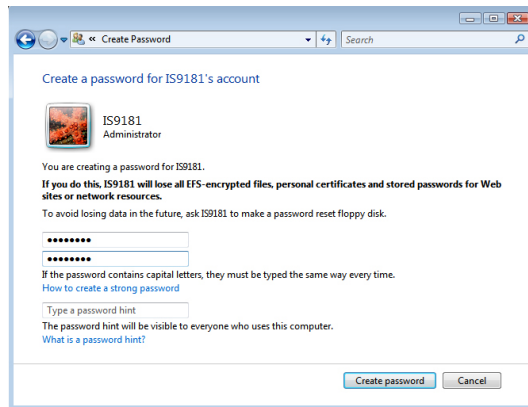 « Create Password
Search
Create a password for IS9181's account
IS9181
Administrator
You are creating a password for IS9181.
If you do this, IS9181 will lose all EFS-encrypted files, personal certificates and stored passwords for Web
sites or network resources.
To avoid losing data in the future, ask IS9181 to make a password reset floppy disk.
●●●●●●●●
●●●●●●●●
If the password contains capital letters, they must be typed the same way every time.
How to create a strong password
Type a password hint
The password hint will be visible to everyone who uses this computer.
What is a password hint?
Create password
Cancel